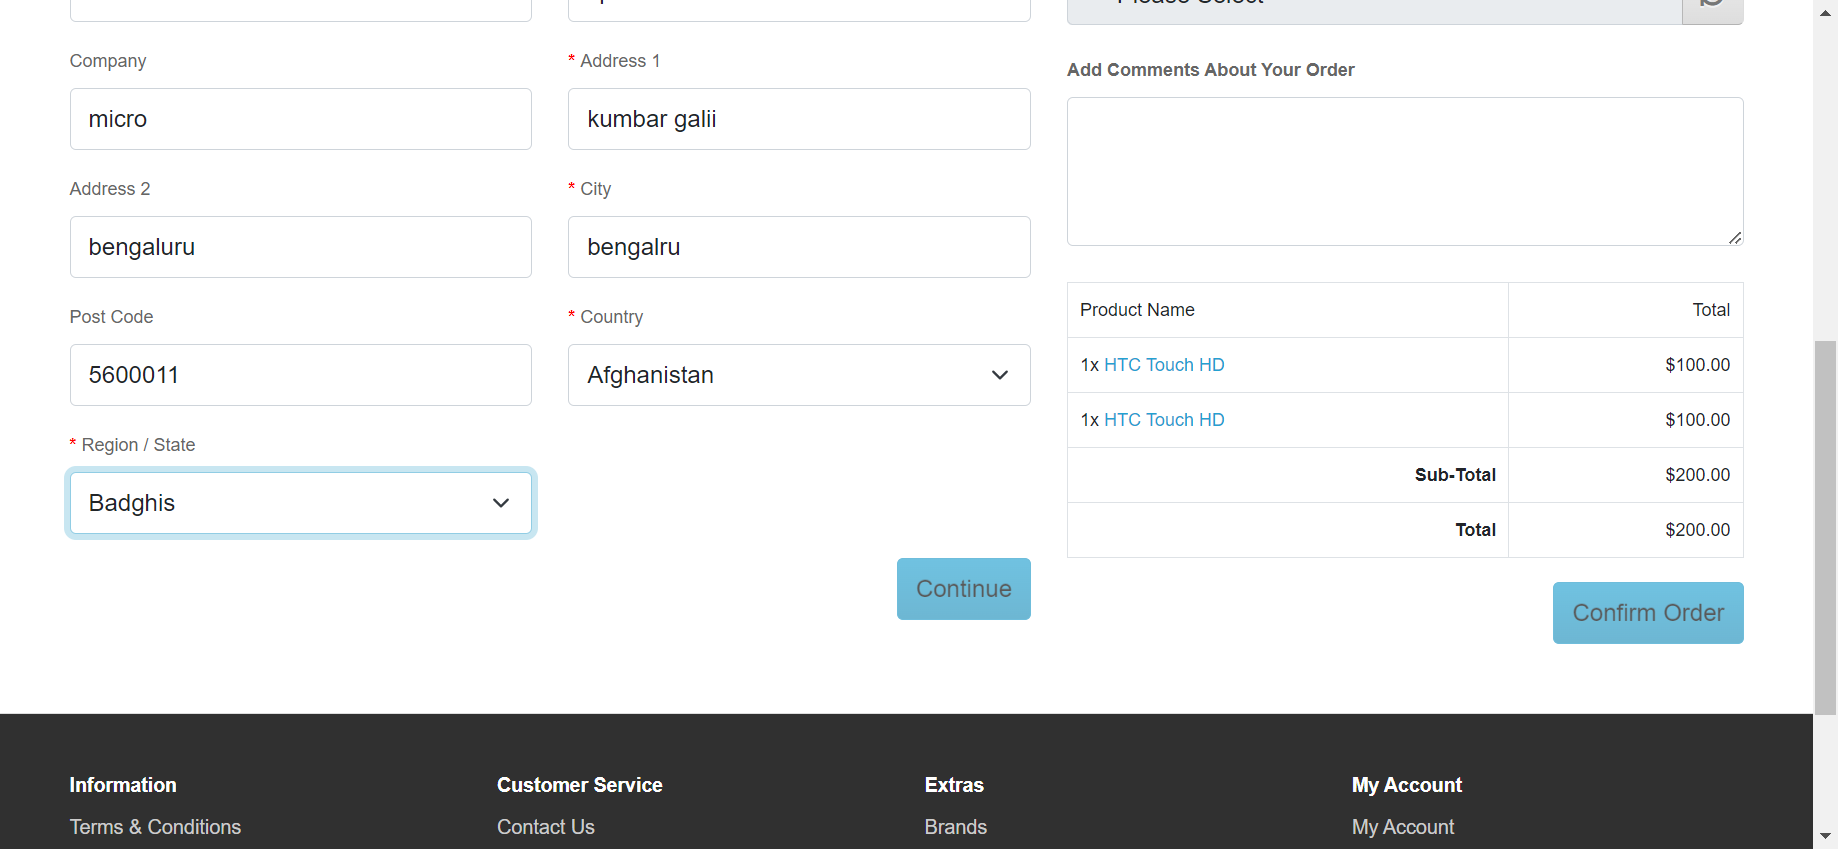 Company
* Address 1
micro
kumbar galii
Address 2
* City
bengaluru
bengalru
Post Code
* Country
5600011
Afghanistan
* Region / State
Badghis
Continue
Please Select
Add Comments About Your Order
Product Name Total
1x HTC Touch HD $100.00
1x HTC Touch HD $100.00
Sub-Total $200.00
Total $200.00
Confirm Order
Information
Terms & Conditions
Customer Service
Contact Us
Extras
Brands
My Account
My Account